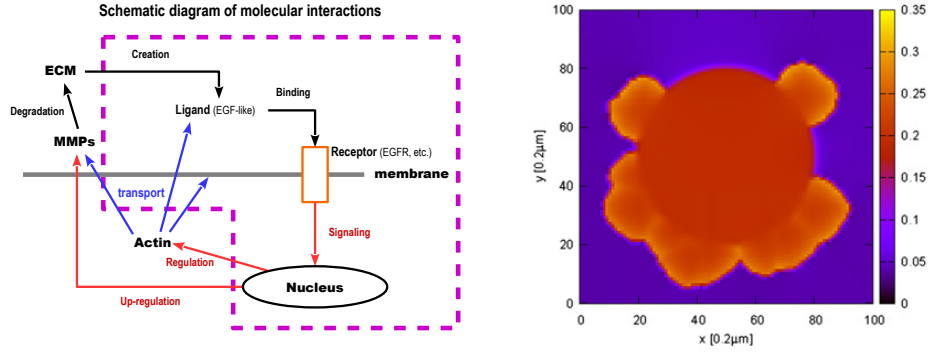 Schematic diagram of molecular interactions
Creation
ECM
Ligand (EGF-like)
Binding
Degradation
MMPs
Receptor (EGFR, etc.)
membrane
transport
Actin
Signaling
Regulation
Nucleus
Up-regulation
100
80
60
40
20
0
y [0.2μm]
0 20 40 60 80 100
x [0.2μm]
0.35
0.3
0.25
0.2
0.15
0.1
0.05
0